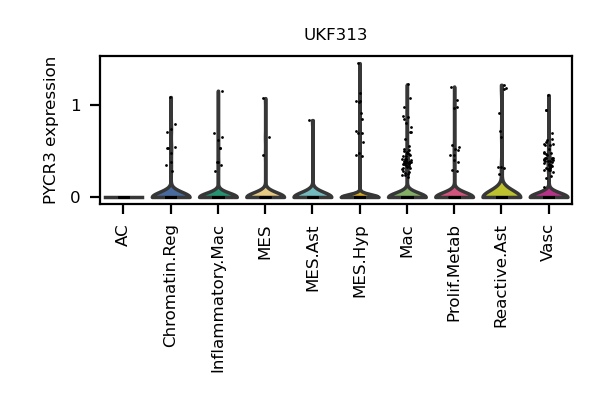 UKF313
PYCR3 expression
1
0
AC
Chromatin.Reg
Inflammatory.Mac
MES
MES.Ast
MES.Hyp
Mac
Prolif.Metab
Reactive.Ast
Vasc